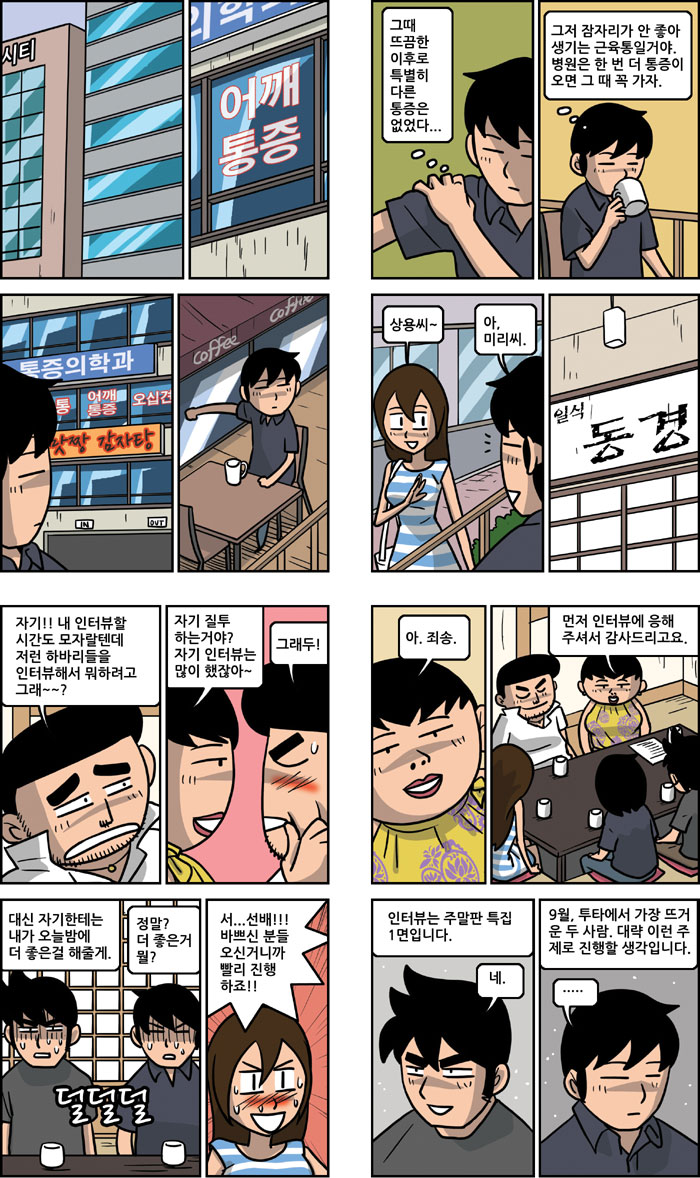 시티
의학과
어깨
통증
그때
뜨끔한
이후로
특별히
다른
통증은
없었다...
그저 잠자리가 안 좋아
생기는 근육통일거야.
병원은 한 번 더 통증이
오면 그 때 꼭 가자.
통증의학과
통
어깨
통증
오십견
맛짱 감자탕
IN
OUT
coffee
coffee
상용씨~
아,
미리씨.
일식
동경
자기!! 내 인터뷰할
시간도 모자랄텐데
저런 하바리들을
인터뷰해서 뭐하려고
그래~~?
자기 질투
하는거야?
자기 인터뷰는
많이 했잖아~
그래두!
아. 죄송.
먼저 인터뷰에 응해
주셔서 감사드리고요.
대신 자기한테는
내가 오늘밤에
더 좋은걸 해줄게.
정말?
더 좋은거
뭘?
덜덜덜
서...선배!!!
바쁘신 분들
오신거니까
빨리 진행
하죠!!
인터뷰는 주말판 특집
1면입니다.
네.
9월, 투타에서 가장 뜨거
운 두 사람. 대략 이런 주
제로 진행할 생각입니다.
.....